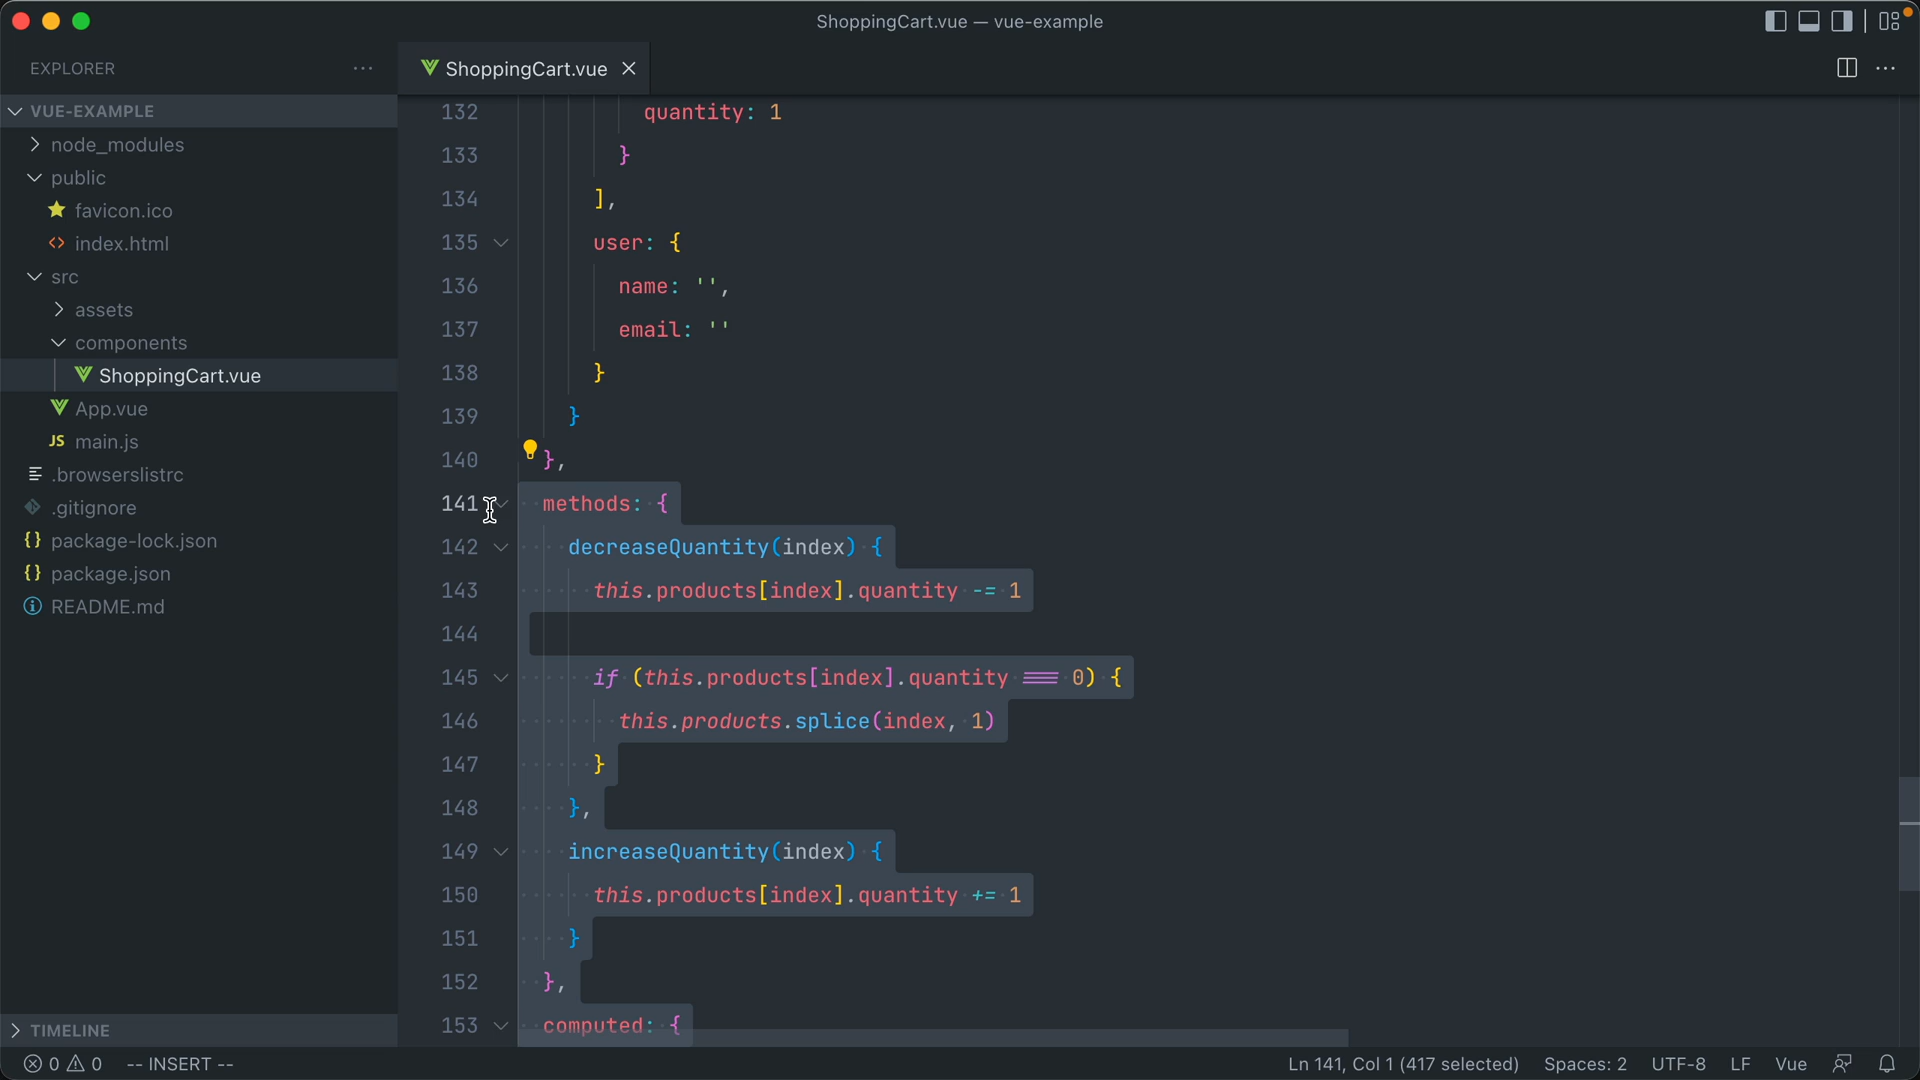 ShoppingCart.vue — vue-example
EXPLORER
ShoppingCart.vue
VUE-EXAMPLE
node_modules
public
favicon.ico
index.html
src
assets
components
ShoppingCart.vue
App.vue
JS main.js
.browserslistrc
.gitignore
{} package-lock.json
{} package.json
README.md
TIMELINE
132 quantity: 1
133 }
134 ],
135 user: {
136 name: '',
137 email: ''
138 }
139 }
140 },
141 methods: {
142 decreaseQuantity(index) {
143 this.products[index].quantity -= 1
144
145 if (this.products[index].quantity === 0) {
146 this.products.splice(index, 1)
147 }
148 },
149 increaseQuantity(index) {
150 this.products[index].quantity += 1
151 }
152 },
153 computed: {
0 0 -- INSERT -- Ln 141, Col 1 (417 selected) Spaces: 2 UTF-8 LF Vue